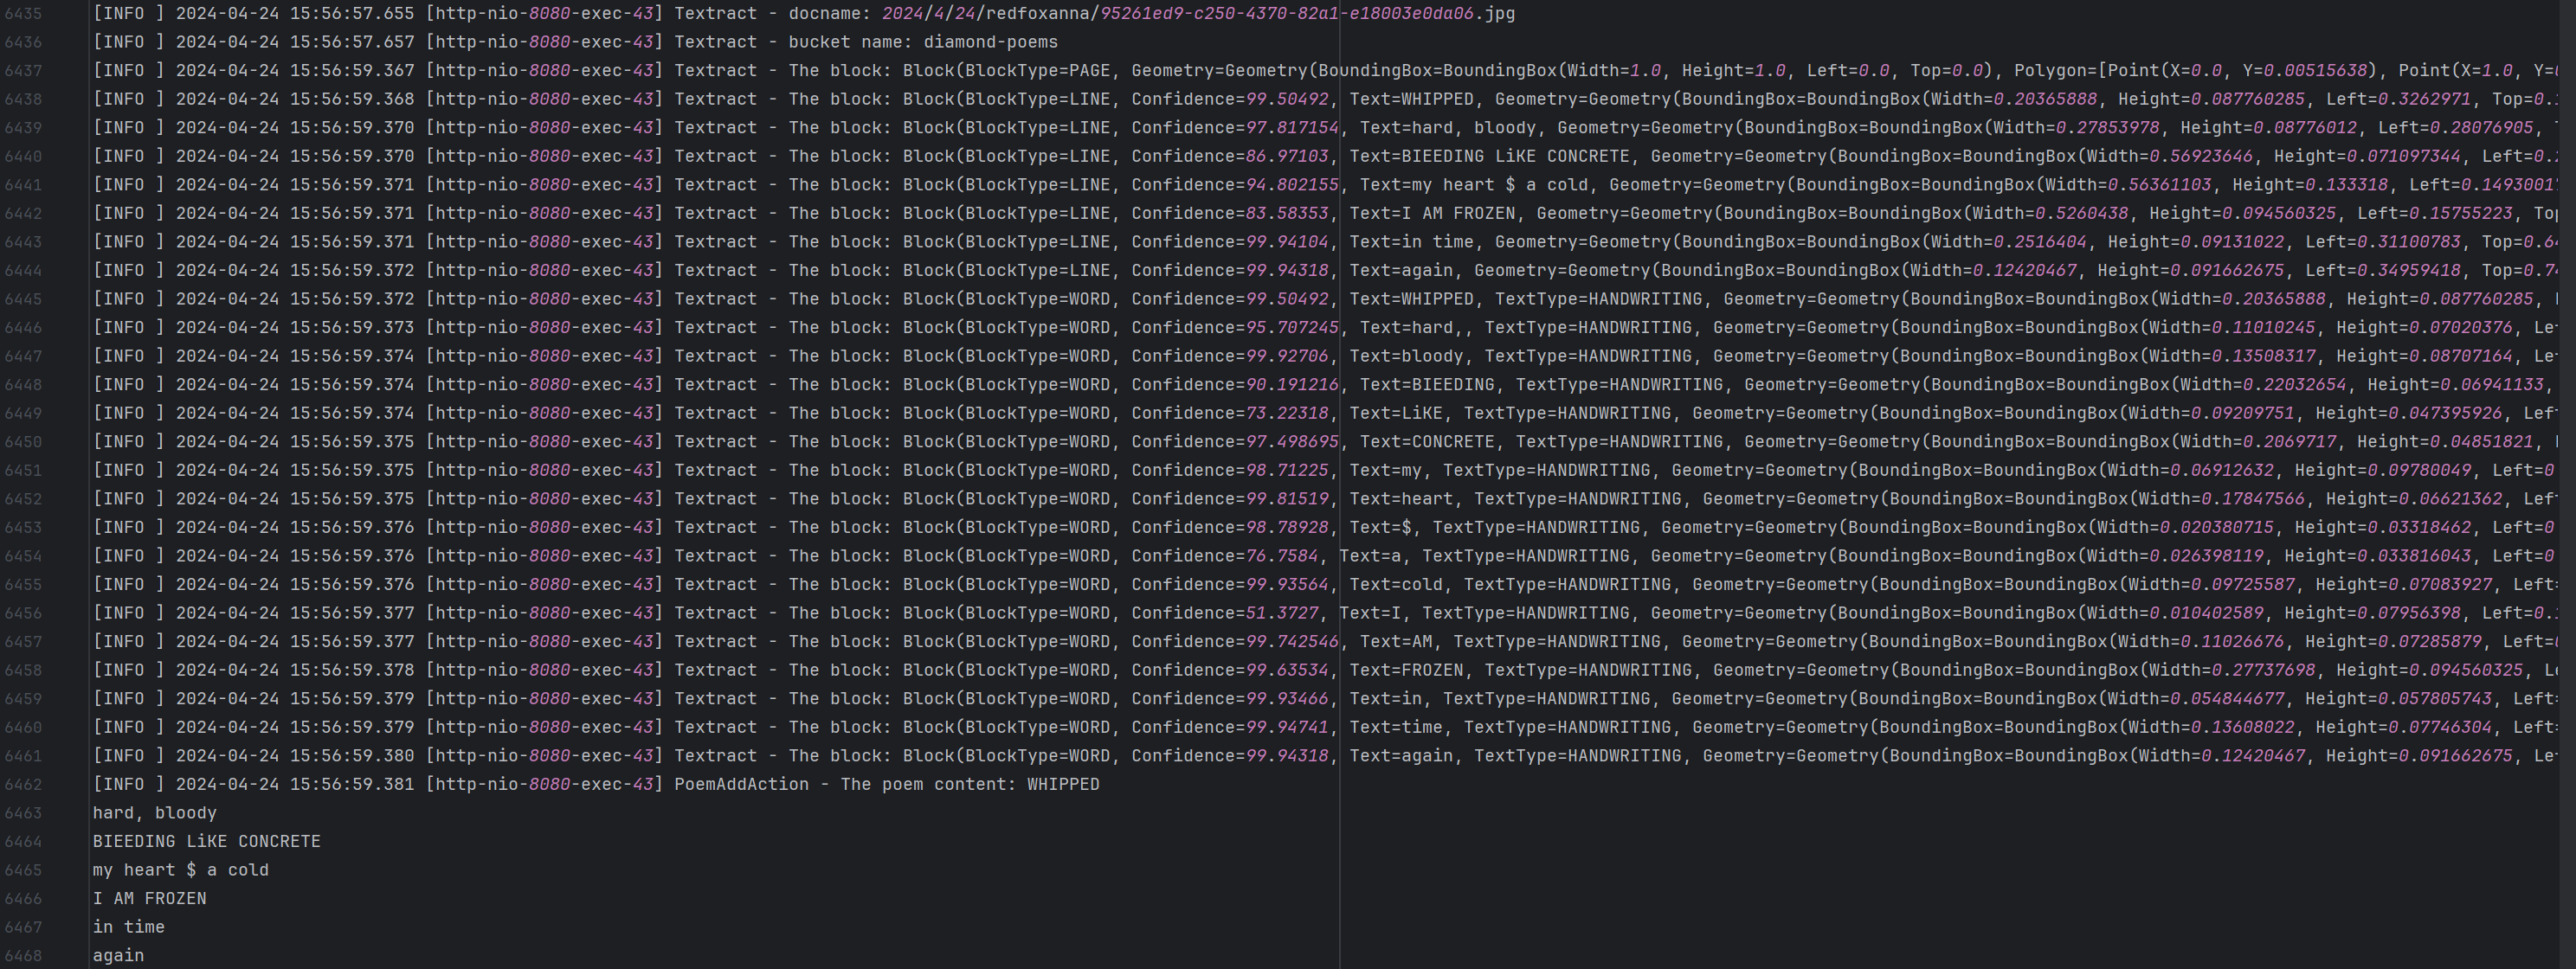 6435 [INFO ] 2024-04-24 15:56:57.655 [http-nio-8080-exec-43] Textract - docname: 2024/4/24/redfoxanna/95261ed9-c250-4370-82a1-e18003e0da06.jpg
6436 [INFO ] 2024-04-24 15:56:57.657 [http-nio-8080-exec-43] Textract - bucket name: diamond-poems
6437 [INFO ] 2024-04-24 15:56:59.367 [http-nio-8080-exec-43] Textract - The block: Block(BlockType=PAGE, Geometry=Geometry(BoundingBox=BoundingBox(Width=1.0, Height=1.0, Left=0.0, Top=0.0), Polygon=[Point(X=0.0, Y=0.00515638), Point(X=1.0, Y=
6438 [INFO ] 2024-04-24 15:56:59.368 [http-nio-8080-exec-43] Textract - The block: Block(BlockType=LINE, Confidence=99.50492, Text=WHIPPED, Geometry=Geometry(BoundingBox=BoundingBox(Width=0.20365888, Height=0.087760285, Left=0.3262971, Top=0.
6439 [INFO ] 2024-04-24 15:56:59.370 [http-nio-8080-exec-43] Textract - The block: Block(BlockType=LINE, Confidence=97.817154, Text=hard, bloody, Geometry=Geometry(BoundingBox=BoundingBox(Width=0.27853978, Height=0.08776012, Left=0.28076905,
6440 [INFO ] 2024-04-24 15:56:59.370 [http-nio-8080-exec-43] Textract - The block: Block(BlockType=LINE, Confidence=86.97103, Text=BIEEDING LiKE CONCRETE, Geometry=Geometry(BoundingBox=BoundingBox(Width=0.56923646, Height=0.071097344, Left=0.
6441 [INFO ] 2024-04-24 15:56:59.371 [http-nio-8080-exec-43] Textract - The block: Block(BlockType=LINE, Confidence=94.802155, Text=my heart $ a cold, Geometry=Geometry(BoundingBox=BoundingBox(Width=0.56361103, Height=0.133318, Left=0.1493001
6442 [INFO ] 2024-04-24 15:56:59.371 [http-nio-8080-exec-43] Textract - The block: Block(BlockType=LINE, Confidence=83.58353, Text=I AM FROZEN, Geometry=Geometry(BoundingBox=BoundingBox(Width=0.5260438, Height=0.094560325, Left=0.15755223, To
6443 [INFO ] 2024-04-24 15:56:59.371 [http-nio-8080-exec-43] Textract - The block: Block(BlockType=LINE, Confidence=99.94104, Text=in time, Geometry=Geometry(BoundingBox=BoundingBox(Width=0.2516404, Height=0.09131022, Left=0.31100783, Top=0.6
6444 [INFO ] 2024-04-24 15:56:59.372 [http-nio-8080-exec-43] Textract - The block: Block(BlockType=LINE, Confidence=99.94318, Text=again, Geometry=Geometry(BoundingBox=BoundingBox(Width=0.12420467, Height=0.091662675, Left=0.34959418, Top=0.7
6445 [INFO ] 2024-04-24 15:56:59.372 [http-nio-8080-exec-43] Textract - The block: Block(BlockType=WORD, Confidence=99.50492, Text=WHIPPED, TextType=HANDWRITING, Geometry=Geometry(BoundingBox=BoundingBox(Width=0.20365888, Height=0.087760285,
6446 [INFO ] 2024-04-24 15:56:59.373 [http-nio-8080-exec-43] Textract - The block: Block(BlockType=WORD, Confidence=95.707245, Text=hard,, TextType=HANDWRITING, Geometry=Geometry(BoundingBox=BoundingBox(Width=0.11010245, Height=0.07020376, Le
6447 [INFO ] 2024-04-24 15:56:59.374 [http-nio-8080-exec-43] Textract - The block: Block(BlockType=WORD, Confidence=99.92706, Text=bloody, TextType=HANDWRITING, Geometry=Geometry(BoundingBox=BoundingBox(Width=0.13508317, Height=0.08707164, Le
6448 [INFO ] 2024-04-24 15:56:59.374 [http-nio-8080-exec-43] Textract - The block: Block(BlockType=WORD, Confidence=90.191216, Text=BIEEDING, TextType=HANDWRITING, Geometry=Geometry(BoundingBox=BoundingBox(Width=0.22032654, Height=0.06941133,
6449 [INFO ] 2024-04-24 15:56:59.374 [http-nio-8080-exec-43] Textract - The block: Block(BlockType=WORD, Confidence=73.22318, Text=LiKE, TextType=HANDWRITING, Geometry=Geometry(BoundingBox=BoundingBox(Width=0.09209751, Height=0.047395926, Lef
6450 [INFO ] 2024-04-24 15:56:59.375 [http-nio-8080-exec-43] Textract - The block: Block(BlockType=WORD, Confidence=97.498695, Text=CONCRETE, TextType=HANDWRITING, Geometry=Geometry(BoundingBox=BoundingBox(Width=0.2069717, Height=0.04851821,
6451 [INFO ] 2024-04-24 15:56:59.375 [http-nio-8080-exec-43] Textract - The block: Block(BlockType=WORD, Confidence=98.71225, Text=my, TextType=HANDWRITING, Geometry=Geometry(BoundingBox=BoundingBox(Width=0.06912632, Height=0.09780049, Left=0
6452 [INFO ] 2024-04-24 15:56:59.375 [http-nio-8080-exec-43] Textract - The block: Block(BlockType=WORD, Confidence=99.81519, Text=heart, TextType=HANDWRITING, Geometry=Geometry(BoundingBox=BoundingBox(Width=0.17847566, Height=0.06621362, Lef
6453 [INFO ] 2024-04-24 15:56:59.376 [http-nio-8080-exec-43] Textract - The block: Block(BlockType=WORD, Confidence=98.78928, Text=$, TextType=HANDWRITING, Geometry=Geometry(BoundingBox=BoundingBox(Width=0.020380715, Height=0.03318462, Left=0
6454 [INFO ] 2024-04-24 15:56:59.376 [http-nio-8080-exec-43] Textract - The block: Block(BlockType=WORD, Confidence=76.7584, Text=a, TextType=HANDWRITING, Geometry=Geometry(BoundingBox=BoundingBox(Width=0.026398119, Height=0.033816043, Left=0
6455 [INFO ] 2024-04-24 15:56:59.376 [http-nio-8080-exec-43] Textract - The block: Block(BlockType=WORD, Confidence=99.93564, Text=cold, TextType=HANDWRITING, Geometry=Geometry(BoundingBox=BoundingBox(Width=0.09725587, Height=0.07083927, Left=
6456 [INFO ] 2024-04-24 15:56:59.377 [http-nio-8080-exec-43] Textract - The block: Block(BlockType=WORD, Confidence=51.3727, Text=I, TextType=HANDWRITING, Geometry=Geometry(BoundingBox=BoundingBox(Width=0.010402589, Height=0.07956398, Left=0.
6457 [INFO ] 2024-04-24 15:56:59.377 [http-nio-8080-exec-43] Textract - The block: Block(BlockType=WORD, Confidence=99.742546, Text=AM, TextType=HANDWRITING, Geometry=Geometry(BoundingBox=BoundingBox(Width=0.11026676, Height=0.07285879, Left=
6458 [INFO ] 2024-04-24 15:56:59.378 [http-nio-8080-exec-43] Textract - The block: Block(BlockType=WORD, Confidence=99.63534, Text=FROZEN, TextType=HANDWRITING, Geometry=Geometry(BoundingBox=BoundingBox(Width=0.27737698, Height=0.094560325, Le
6459 [INFO ] 2024-04-24 15:56:59.379 [http-nio-8080-exec-43] Textract - The block: Block(BlockType=WORD, Confidence=99.93466, Text=in, TextType=HANDWRITING, Geometry=Geometry(BoundingBox=BoundingBox(Width=0.054844677, Height=0.057805743, Left=
6460 [INFO ] 2024-04-24 15:56:59.379 [http-nio-8080-exec-43] Textract - The block: Block(BlockType=WORD, Confidence=99.94741, Text=time, TextType=HANDWRITING, Geometry=Geometry(BoundingBox=BoundingBox(Width=0.13608022, Height=0.07746304, Left=
6461 [INFO ] 2024-04-24 15:56:59.380 [http-nio-8080-exec-43] Textract - The block: Block(BlockType=WORD, Confidence=99.94318, Text=again, TextType=HANDWRITING, Geometry=Geometry(BoundingBox=BoundingBox(Width=0.12420467, Height=0.091662675, Le
6462 [INFO ] 2024-04-24 15:56:59.381 [http-nio-8080-exec-43] PoemAddAction - The poem content: WHIPPED
6463 hard, bloody
6464 BIEEDING LiKE CONCRETE
6465 my heart $ a cold
6466 I AM FROZEN
6467 in time
6468 again